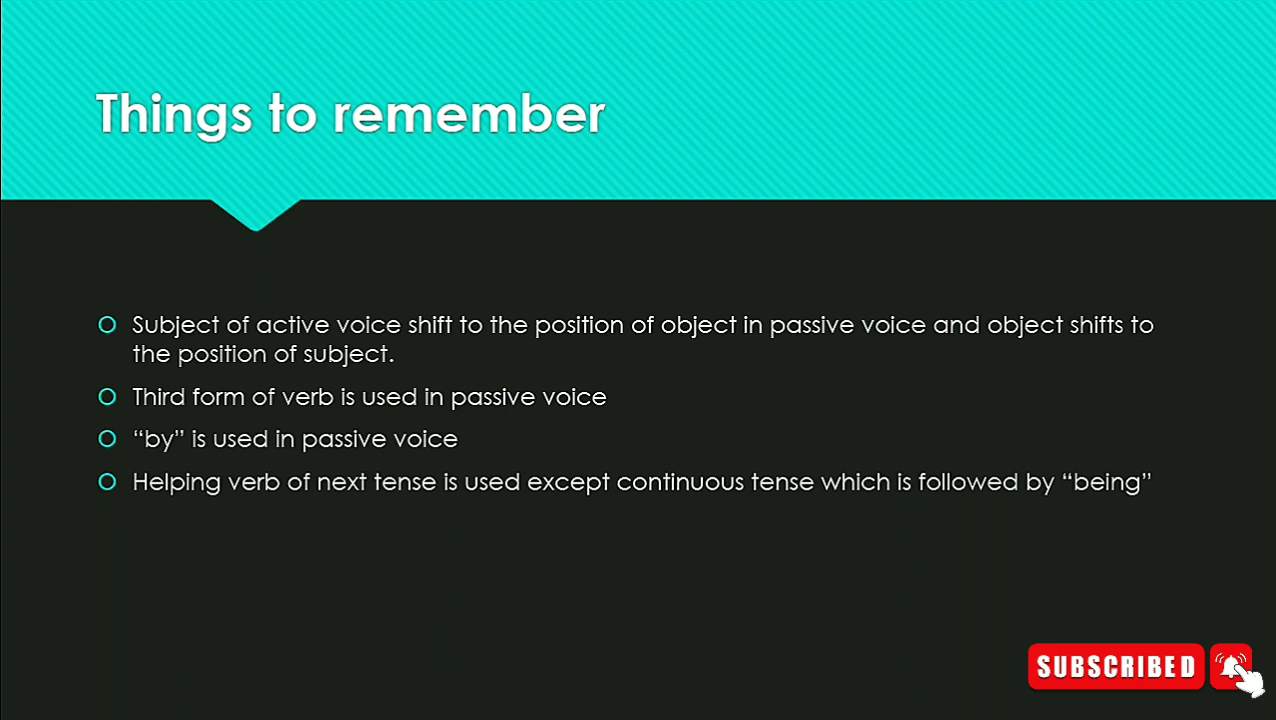 Things to remember
Subject of active voice shift to the position of object in passive voice and object shifts to
the position of subject.
Third form of verb is used in passive voice
“by” is used in passive voice
Helping verb of next tense is used except continuous tense which is followed by “being”
SUBSCRIBED